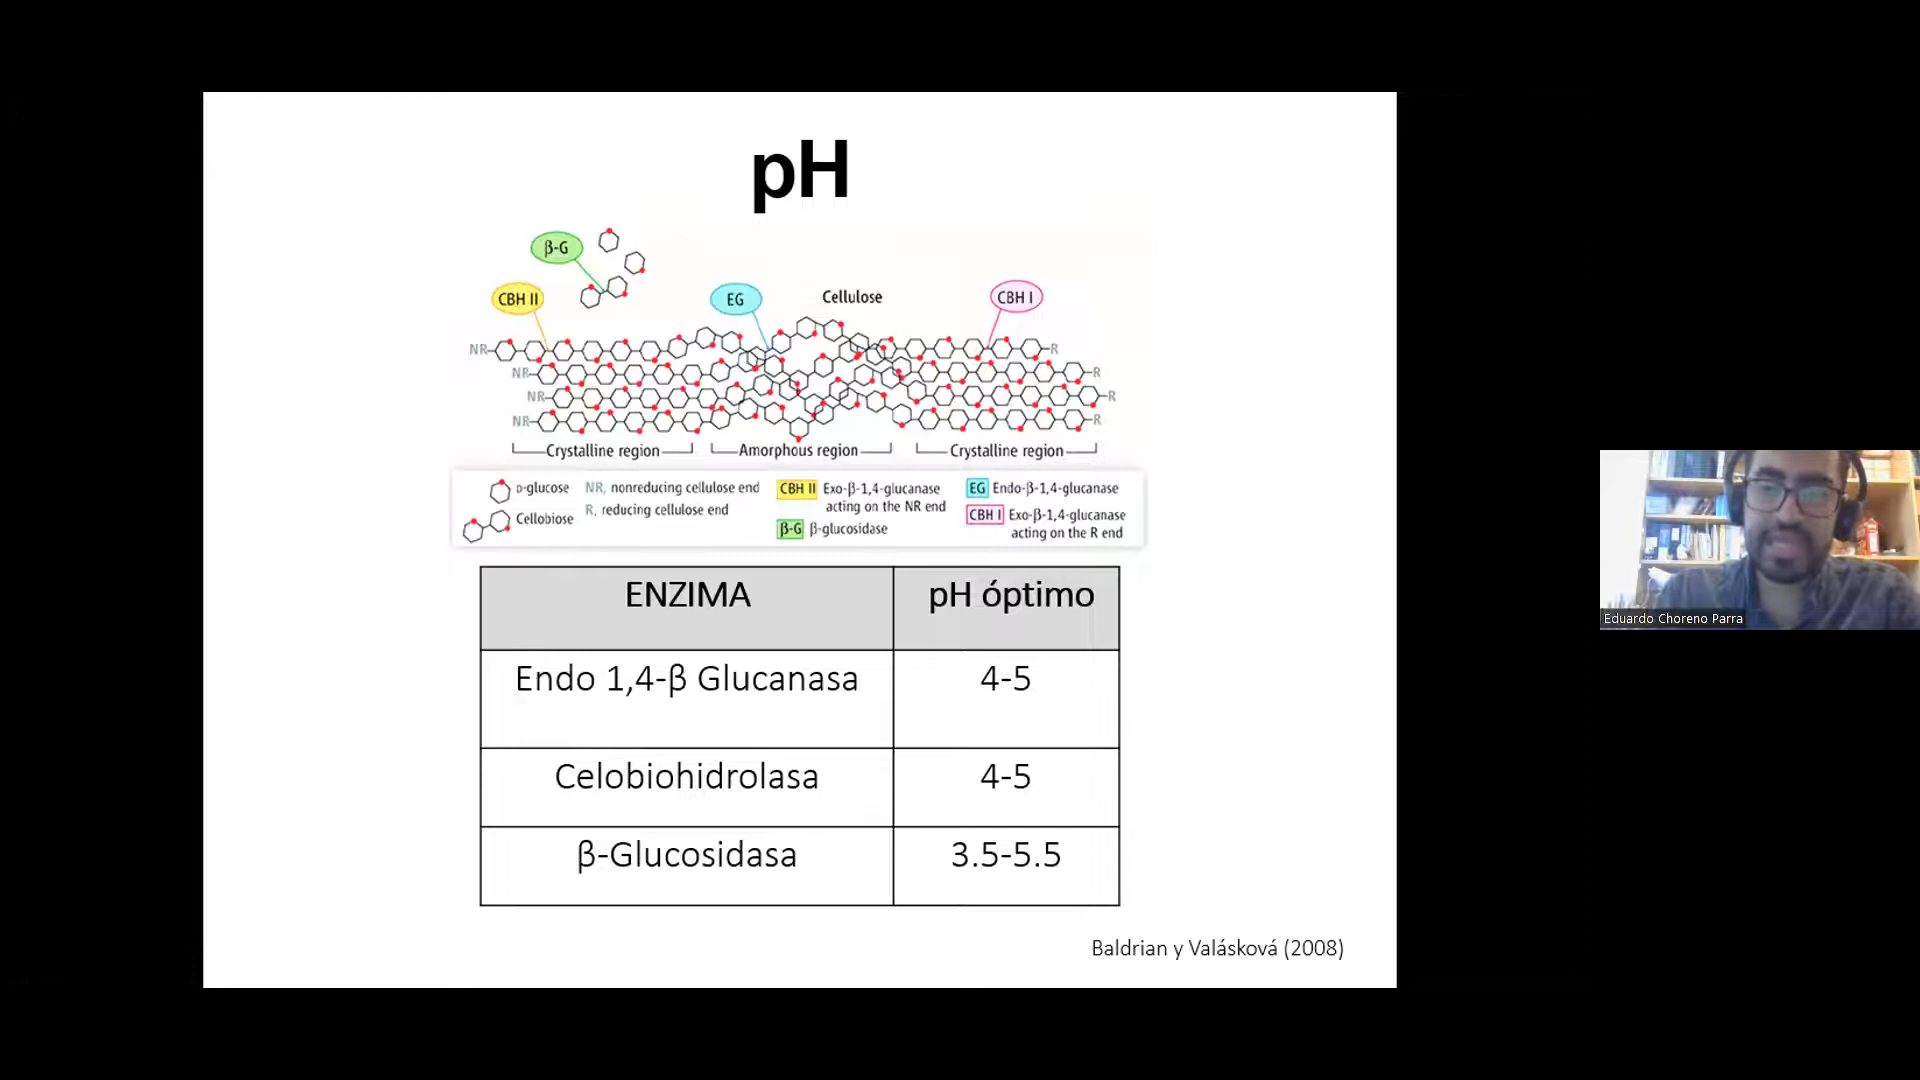 pH
β-G
CBH II
EG
Cellulose
CBH I
NR
R
NR
R
NR
R
NR
R
Crystalline region
Amorphous region
Crystalline region
D-glucose
Cellobiose
NR, nonreducing cellulose end
R, reducing cellulose end
CBH II Exo-β-1,4-glucanase
acting on the NR end
β-G β-glucosidase
EG Endo-β-1,4-glucanase
CBH I Exo-β-1,4-glucanase
acting on the R end
ENZIMA pH óptimo
Endo 1,4-β Glucanasa 4-5
Celobiohidrolasa 4-5
β-Glucosidasa 3.5-5.5
Baldrian y Valásková (2008)
Eduardo Choreno Parra